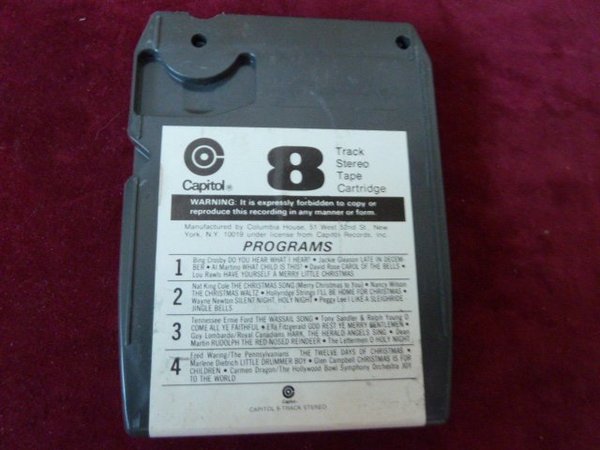 Capitol®
8
Track
Stereo
Tape
Cartridge
WARNING: It is expressly forbidden to copy or
reproduce this recording in any manner or form.
Manufactured by Columbia House, 51 West 52nd St., New
York, N.Y. 10019 under license from Capitol Records, Inc.
PROGRAMS
1 Bing Crosby DO YOU HEAR WHAT I HEAR? • Jackie Gleason LATE IN DECEM-
BER • Al Martino WHAT CHILD IS THIS? • David Rose CAROL OF THE BELLS •
Lou Rawls HAVE YOURSELF A MERRY LITTLE CHRISTMAS
2 Nat King Cole THE CHRISTMAS SONG (Merry Christmas to You) • Nancy Wilson
THE CHRISTMAS WALTZ • Hollyridge Strings I'LL BE HOME FOR CHRISTMAS •
Wayne Newton SILENT NIGHT, HOLY NIGHT • Peggy Lee I LIKE A SLEIGHRIDE
JINGLE BELLS
3 Tennessee Ernie Ford THE WASSAIL SONG • Tony Sandler & Ralph Young O
COME ALL YE FAITHFUL • Ella Fitzgerald GOD REST YE MERRY GENTLEMEN •
Guy Lombardo/Royal Canadians HARK, THE HERALD ANGELS SING • Dean
Martin RUDOLPH THE RED-NOSED REINDEER • The Lettermen O HOLY NIGHT
4 Fred Waring/The Pennsylvanians THE TWELVE DAYS OF CHRISTMAS •
Marlene Dietrich LITTLE DRUMMER BOY • Glen Campbell CHRISTMAS IS FOR
CHILDREN • Carmen Dragon/The Hollywood Bowl Symphony Orchestra JOY
TO THE WORLD
Capitol
CAPITOL 8 TRACK STEREO